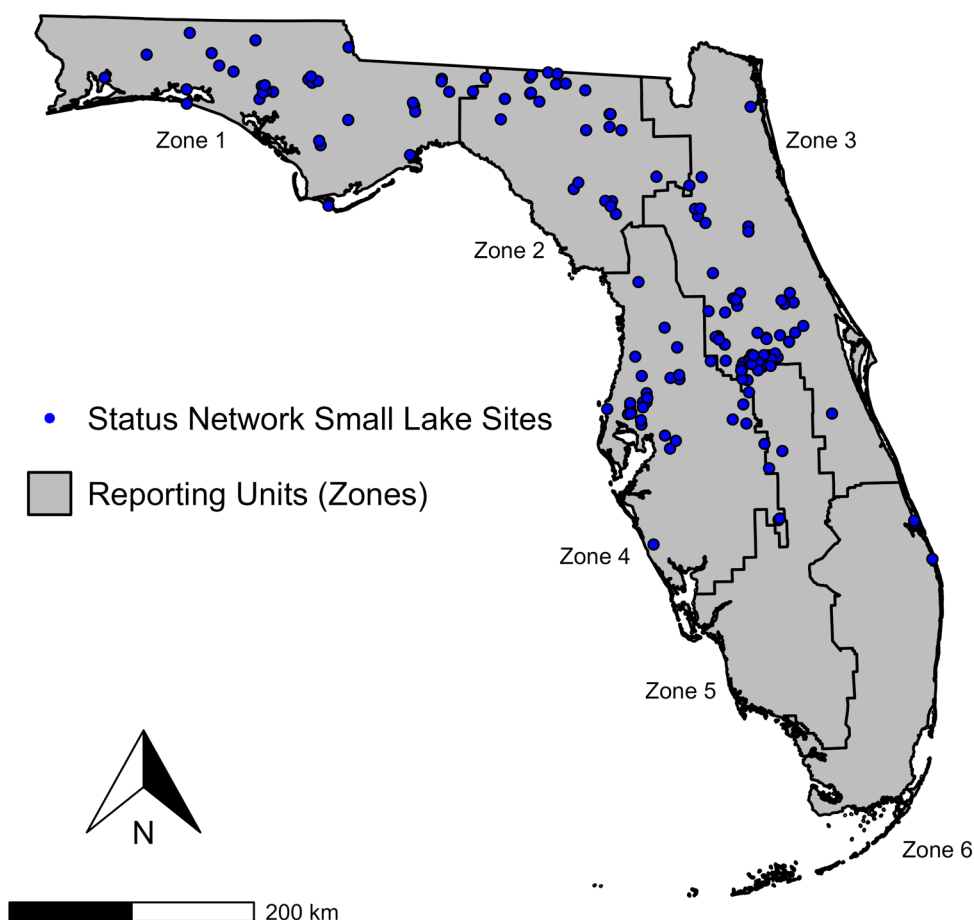 Zone 1
Zone 3
Zone 2
Status Network Small Lake Sites
Reporting Units (Zones)
Zone 4
Zone 5
N
Zone 6
200 km